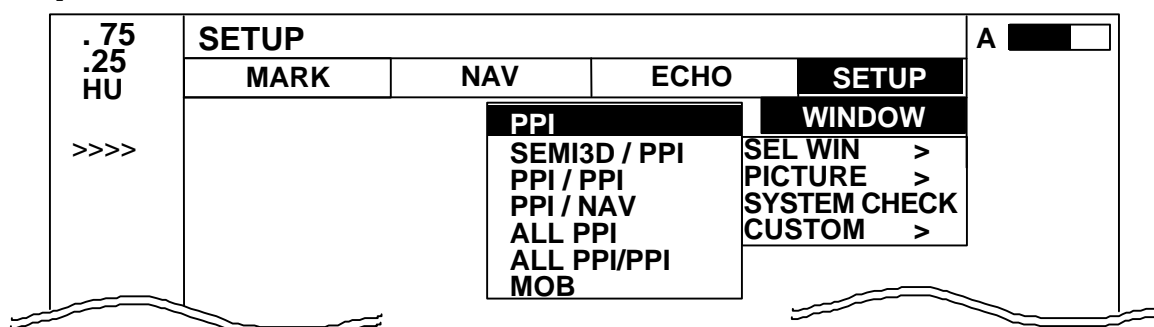 . 75
.25
HU
>>>>
SETUP
A
MARK NAV ECHO SETUP
WINDOW
SEL WIN >
PICTURE >
SYSTEM CHECK
CUSTOM >
PPI
SEMI3D / PPI
PPI / PPI
PPI / NAV
ALL PPI
ALL PPI/PPI
MOB